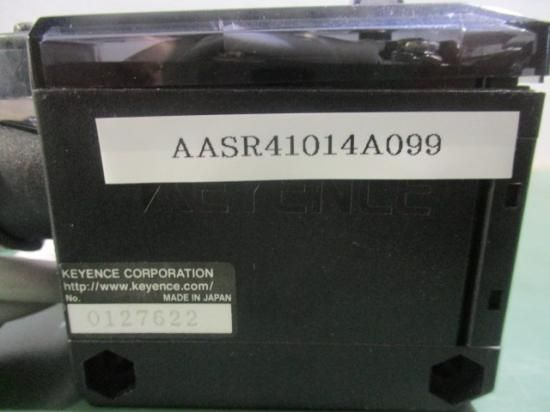 AASR41014A099
KEYENCE
KEYENCE CORPORATION
http://www.keyence.com/
No. MADE IN JAPAN
0127622